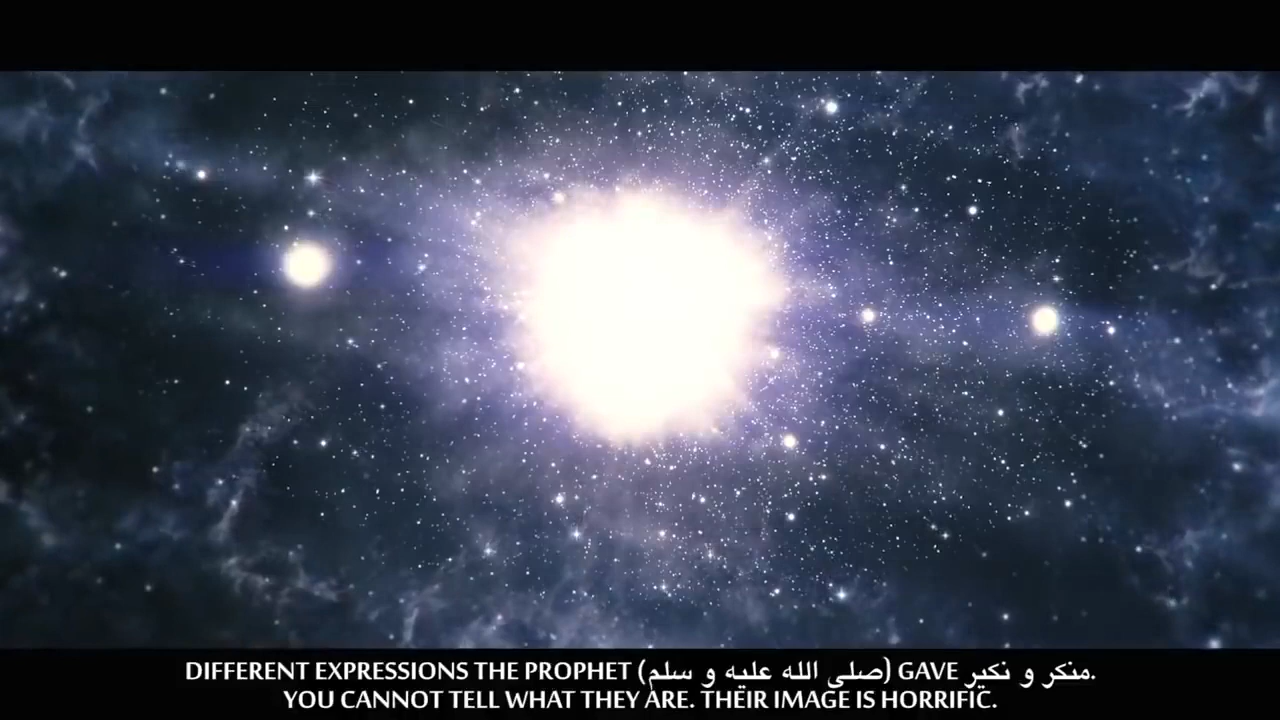 DIFFERENT EXPRESSIONS THE PROPHET (صلى الله عليه و سلم) GAVE منكر و نكير.
YOU CANNOT TELL WHAT THEY ARE. THEIR IMAGE IS HORRIFIC.